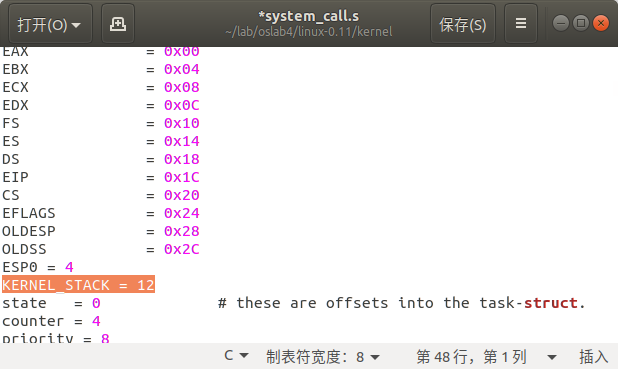 打开(O)
*system_call.s
~/lab/oslab4/linux-0.11/kernel
保存(S)
EAX = 0x00
EBX = 0x04
ECX = 0x08
EDX = 0x0C
FS = 0x10
ES = 0x14
DS = 0x18
EIP = 0x1C
CS = 0x20
EFLAGS = 0x24
OLDESP = 0x28
OLDSS = 0x2C
ESP0 = 4
KERNEL_STACK = 12
state = 0 # these are offsets into the task-struct.
counter = 4
priority = 8
C 制表符宽度：8 第 48 行，第 1 列 插入